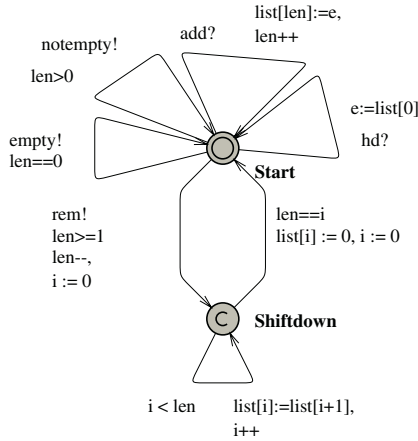 list[len]:=e,
len++
add?
notempty!
len>0
e:=list[0]
hd?
empty!
len==0
Start
rem!
len>=1
len--,
i := 0
len==i
list[i] := 0, i := 0
C
Shiftdown
i < len
list[i]:=list[i+1],
i++